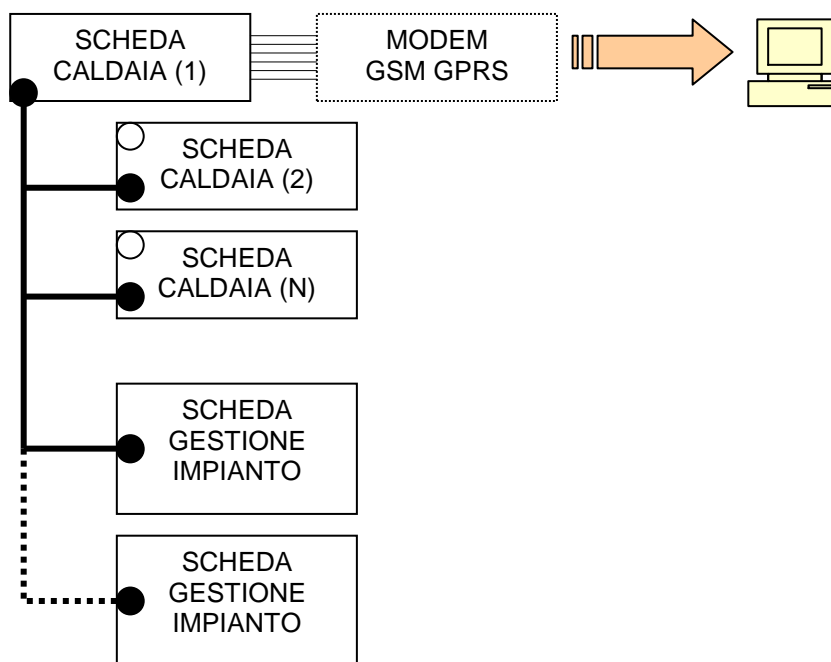 SCHEDA
CALDAIA (1)
MODEM
GSM GPRS
SCHEDA
CALDAIA (2)
SCHEDA
CALDAIA (N)
SCHEDA
GESTIONE
IMPIANTO
SCHEDA
GESTIONE
IMPIANTO